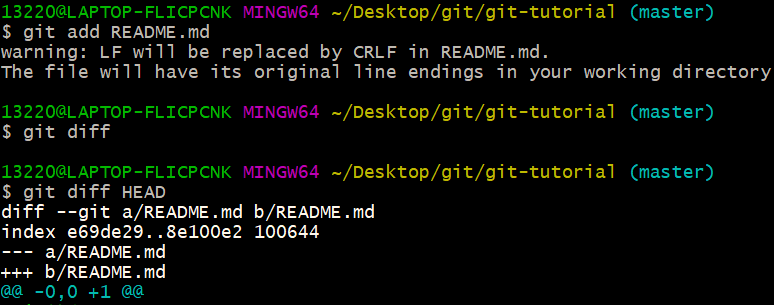 13220@LAPTOP-FLICPCNK MINGW64 ~/Desktop/git/git-tutorial (master)
$ git add README.md
warning: LF will be replaced by CRLF in README.md.
The file will have its original line endings in your working directory
13220@LAPTOP-FLICPCNK MINGW64 ~/Desktop/git/git-tutorial (master)
$ git diff
13220@LAPTOP-FLICPCNK MINGW64 ~/Desktop/git/git-tutorial (master)
$ git diff HEAD
diff --git a/README.md b/README.md
index e69de29..8e100e2 100644
--- a/README.md
+++ b/README.md
@@ -0,0 +1 @@